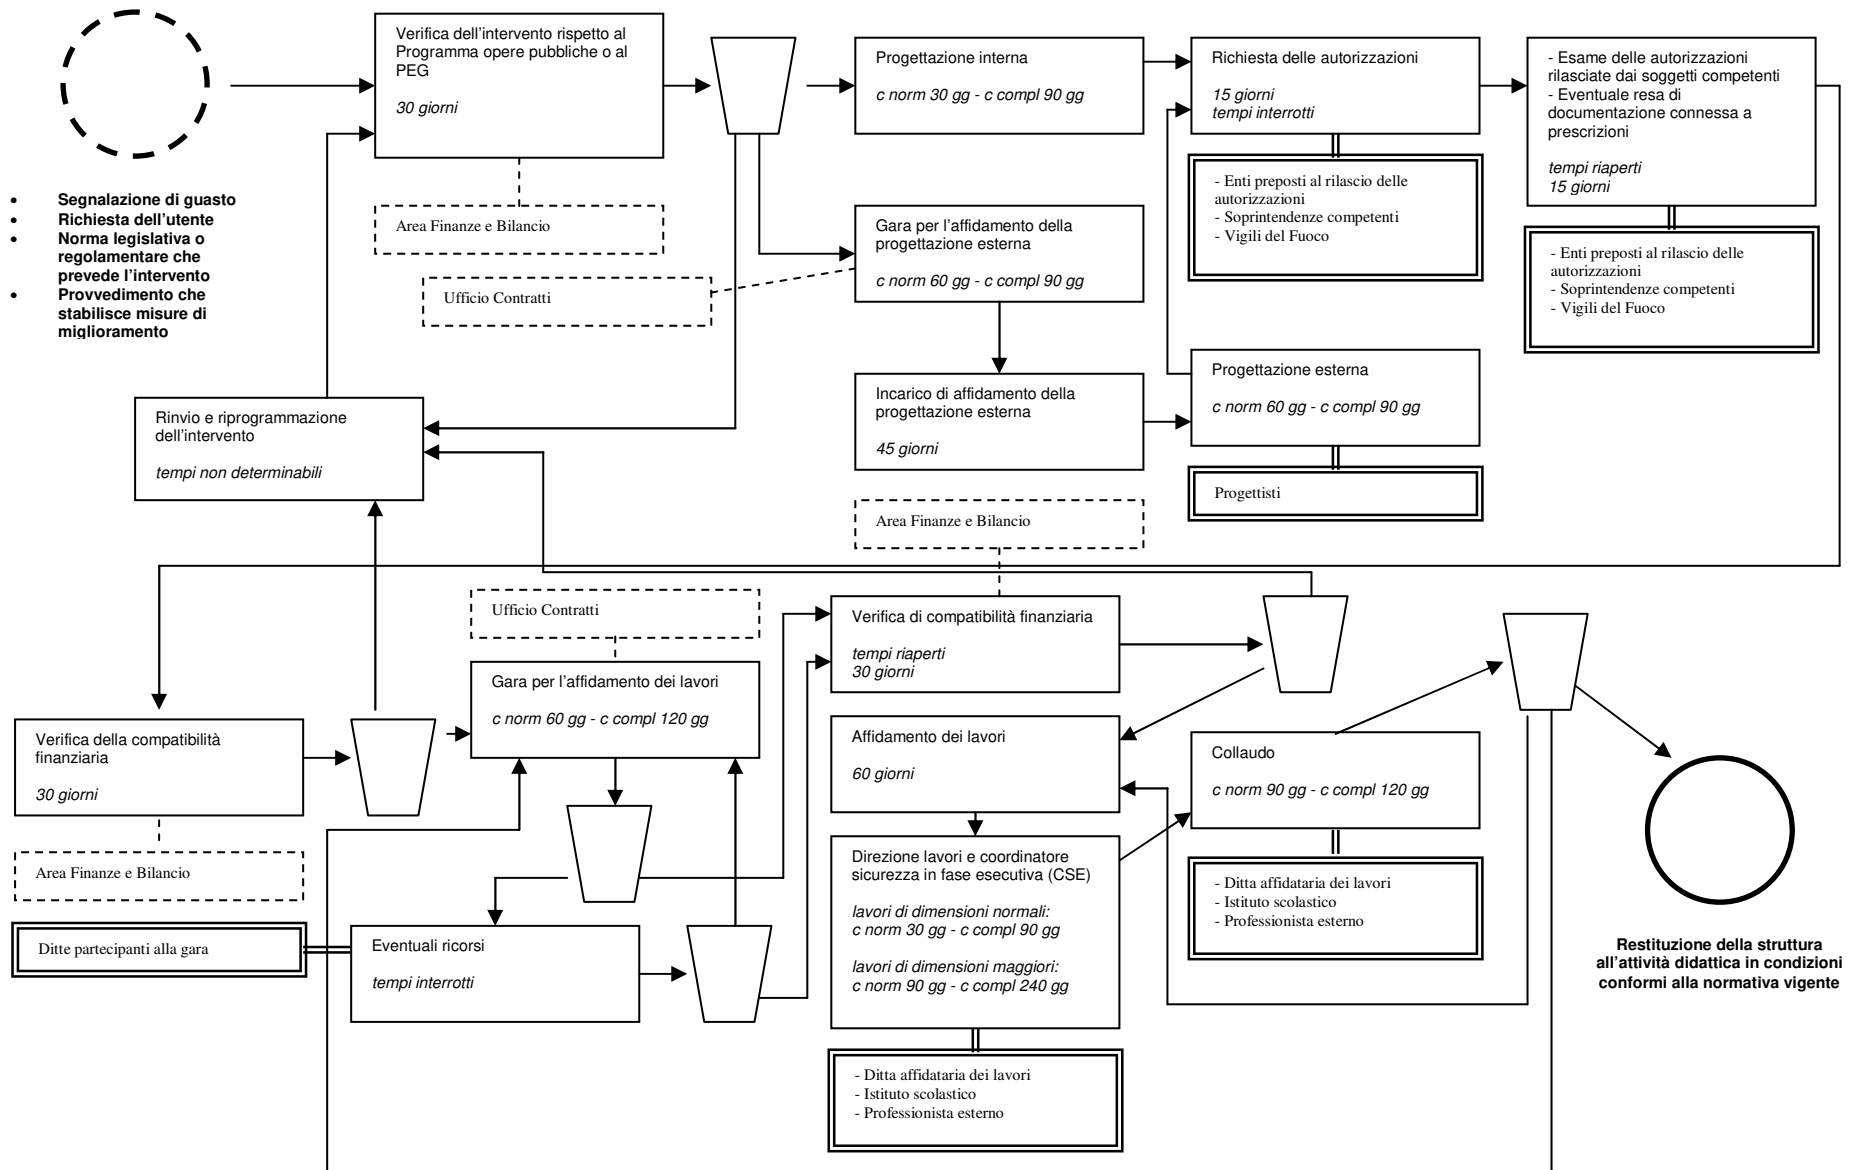 Verifica dell'intervento rispetto al
Programma opere pubbliche o al
PEG
30 giorni
Progettazione interna
c norm 30 gg - c compl 90 gg
Richiesta delle autorizzazioni
15 giorni
tempi interrotti
- Esame delle autorizzazioni
rilasciate dai soggetti competenti
- Eventuale resa di
documentazione connessa a
prescrizioni
tempi riaperti
15 giorni
• Segnalazione di guasto
• Richiesta dell'utente
• Norma legislativa o
regolamentare che
prevede l'intervento
• Provvedimento che
stabilisce misure di
miglioramento
Area Finanze e Bilancio
Ufficio Contratti
Gara per l'affidamento della
progettazione esterna
c norm 60 gg - c compl 90 gg
- Enti preposti al rilascio delle
autorizzazioni
- Soprintendenze competenti
- Vigili del Fuoco
- Enti preposti al rilascio delle
autorizzazioni
- Soprintendenze competenti
- Vigili del Fuoco
Rinvio e riprogrammazione
dell'intervento
tempi non determinabili
Incarico di affidamento della
progettazione esterna
45 giorni
Progettazione esterna
c norm 60 gg - c compl 90 gg
Progettisti
Area Finanze e Bilancio
Ufficio Contratti
Verifica di compatibilità finanziaria
tempi riaperti
30 giorni
Gara per l'affidamento dei lavori
c norm 60 gg - c compl 120 gg
Verifica della compatibilità
finanziaria
30 giorni
Affidamento dei lavori
60 giorni
Collaudo
c norm 90 gg - c compl 120 gg
Area Finanze e Bilancio
Direzione lavori e coordinatore
sicurezza in fase esecutiva (CSE)
lavori di dimensioni normali:
c norm 30 gg - c compl 90 gg
lavori di dimensioni maggiori:
c norm 90 gg - c compl 240 gg
- Ditta affidataria dei lavori
- Istituto scolastico
- Professionista esterno
Ditte partecipanti alla gara
Eventuali ricorsi
tempi interrotti
Restituzione della struttura
all'attività didattica in condizioni
conformi alla normativa vigente
- Ditta affidataria dei lavori
- Istituto scolastico
- Professionista esterno